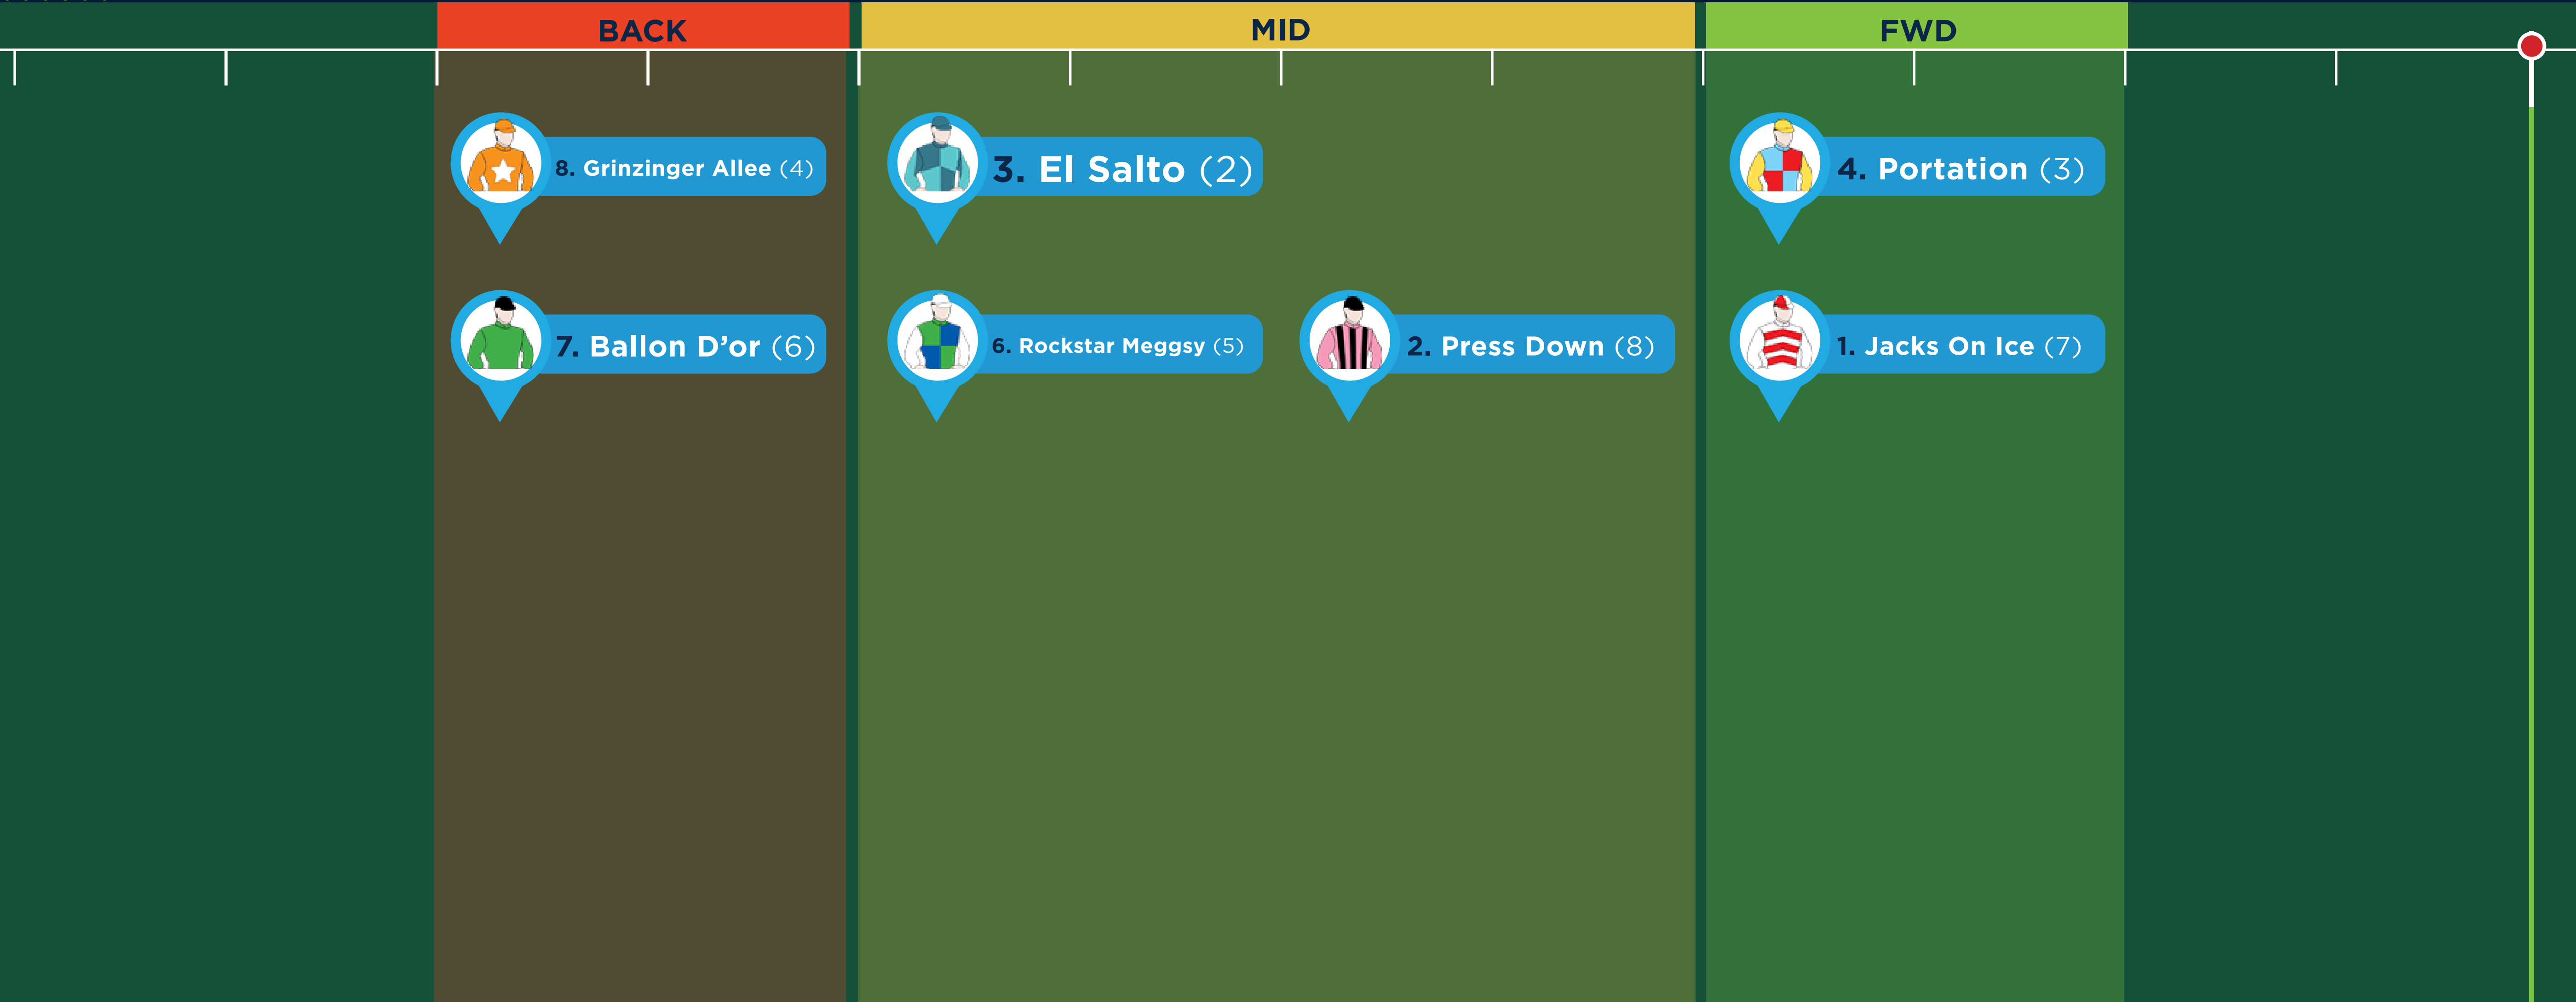 BACK
MID
FWD
8. Grinzinger Allee (4)
3. El Salto (2)
4. Portation (3)
7. Ballon D’or (6)
6. Rockstar Meggsy (5)
2. Press Down (8)
1. Jacks On Ice (7)